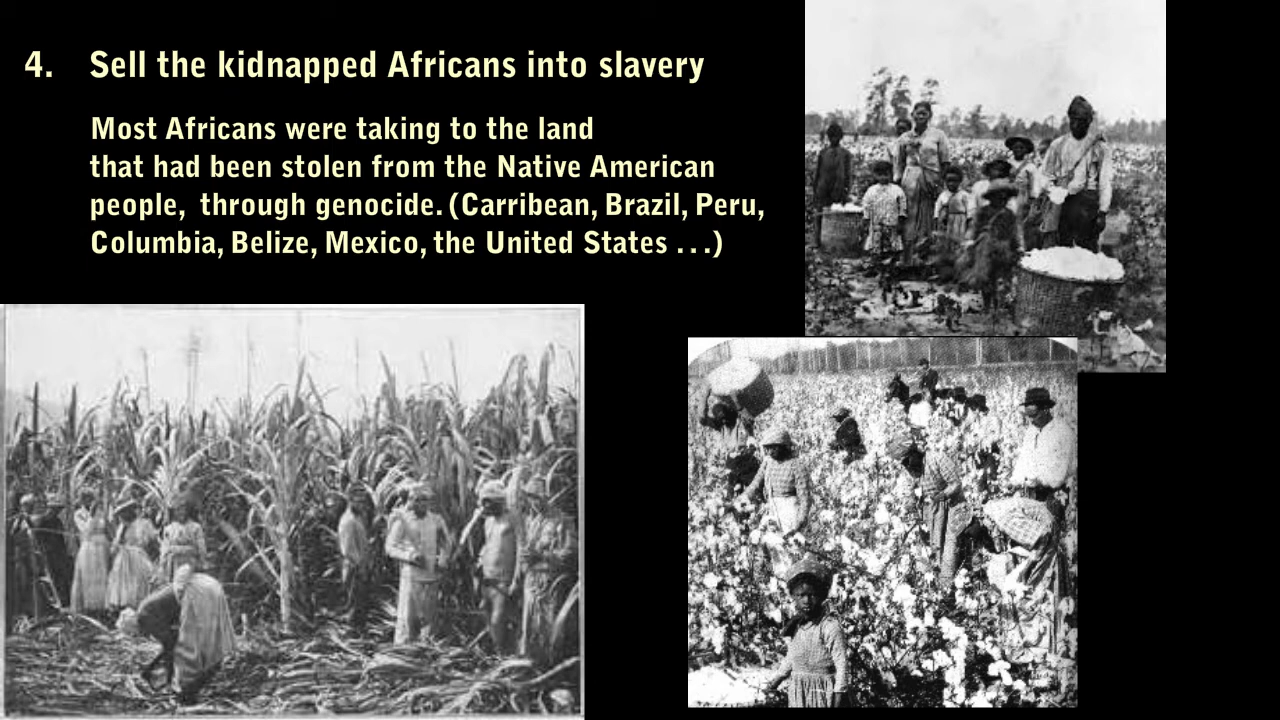 4. Sell the kidnapped Africans into slavery
Most Africans were taking to the land
that had been stolen from the Native American
people, through genocide. (Carribean, Brazil, Peru,
Columbia, Belize, Mexico, the United States . . .)